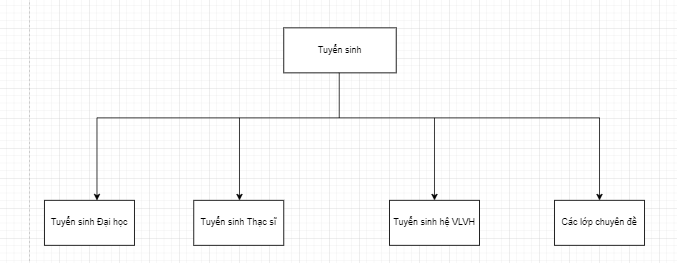 Tuyển sinh
Tuyển sinh Đại học
Tuyển sinh Thạc sĩ
Tuyển sinh hệ VLVH
Các lớp chuyên đề